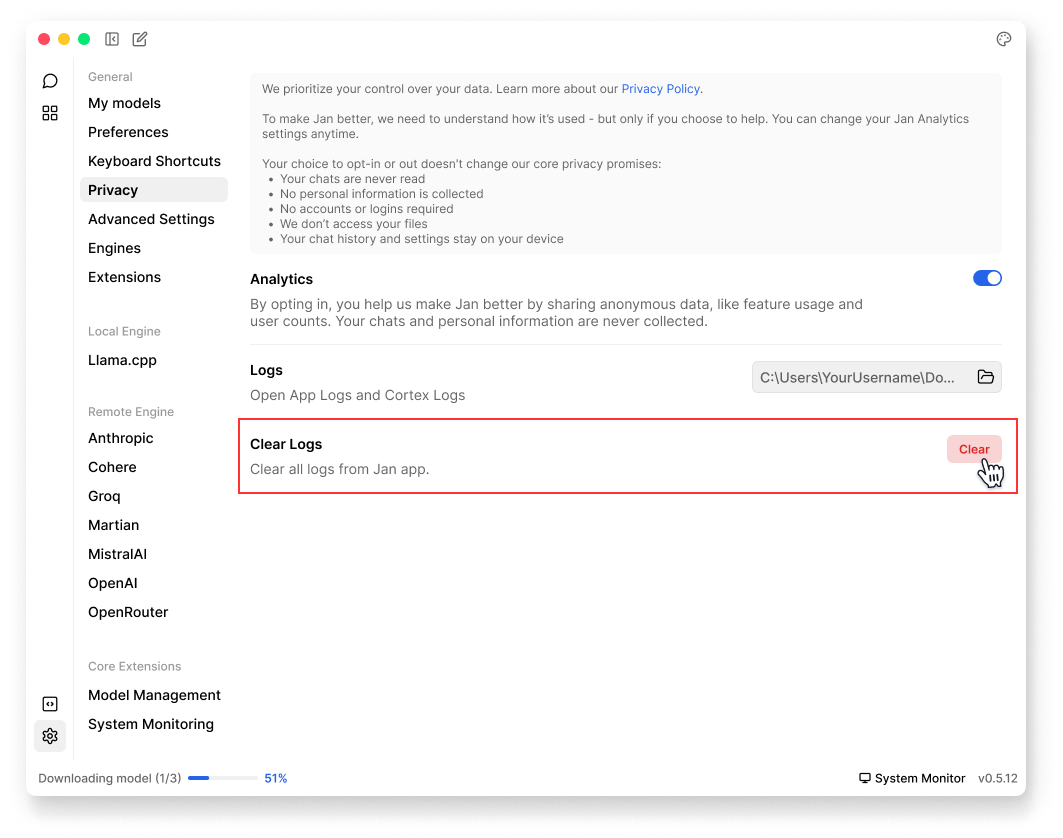 General
My models
Preferences
Keyboard Shortcuts
Privacy
Advanced Settings
Engines
Extensions
Local Engine
Llama.cpp
Remote Engine
Anthropic
Cohere
Groq
Martian
MistralAI
OpenAI
OpenRouter
Core Extensions
Model Management
System Monitoring
We prioritize your control over your data. Learn more about our Privacy Policy.
To make Jan better, we need to understand how it's used - but only if you choose to help. You can change your Jan Analytics
settings anytime.
Your choice to opt-in or out doesn't change our core privacy promises:
• Your chats are never read
• No personal information is collected
• No accounts or logins required
• We don't access your files
• Your chat history and settings stay on your device
Analytics
By opting in, you help us make Jan better by sharing anonymous data, like feature usage and
user counts. Your chats and personal information are never collected.
Logs
Open App Logs and Cortex Logs
C:\Users\YourUsername\Do...
Clear Logs
Clear all logs from Jan app.
Clear
Downloading model (1/3) 51%
System Monitor v0.5.12